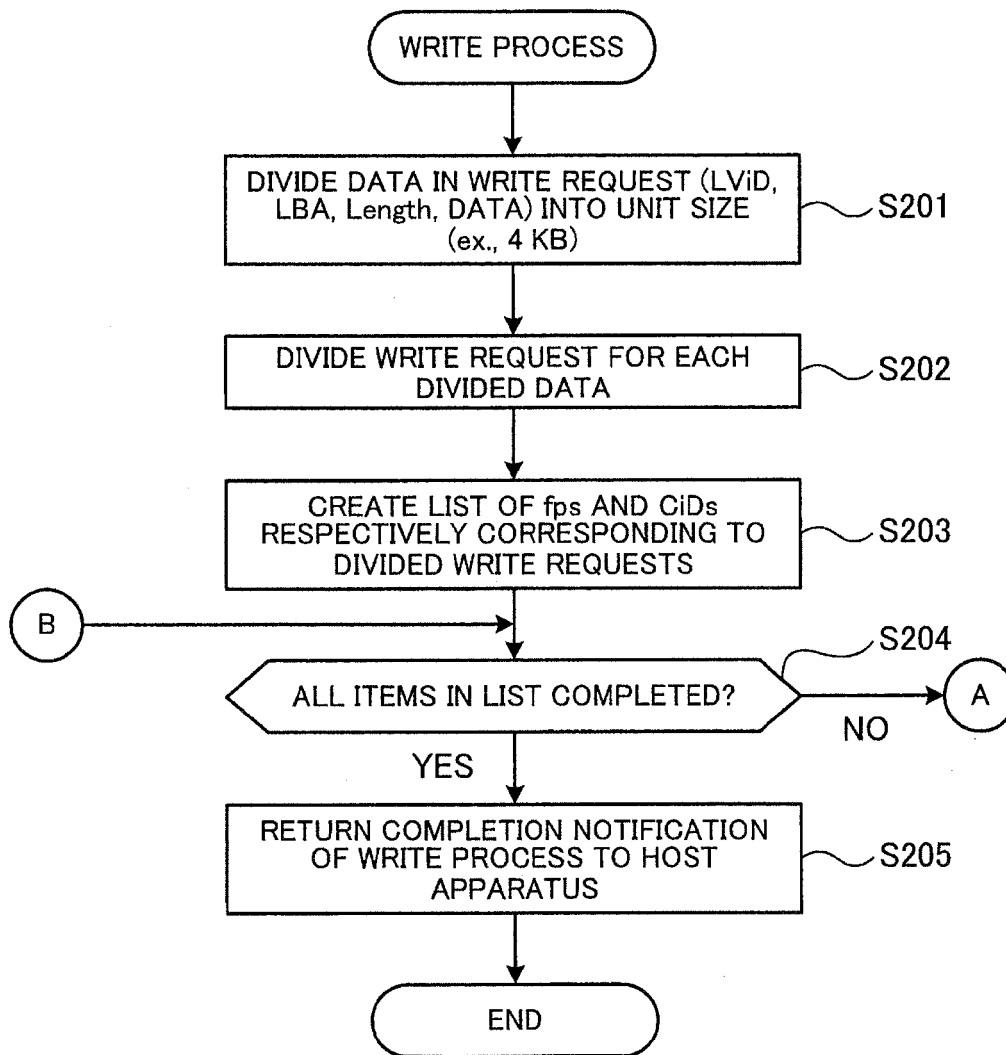 WRITE PROCESS
DIVIDE DATA IN WRITE REQUEST (LViD,
LBA, Length, DATA) INTO UNIT SIZE
(ex., 4 KB)
S201
DIVIDE WRITE REQUEST FOR EACH
DIVIDED DATA
S202
CREATE LIST OF fps AND CiDs
RESPECTIVELY CORRESPONDING TO
DIVIDED WRITE REQUESTS
S203
B
S204
ALL ITEMS IN LIST COMPLETED?
A
NO
YES
RETURN COMPLETION NOTIFICATION
OF WRITE PROCESS TO HOST
APPARATUS
S205
END